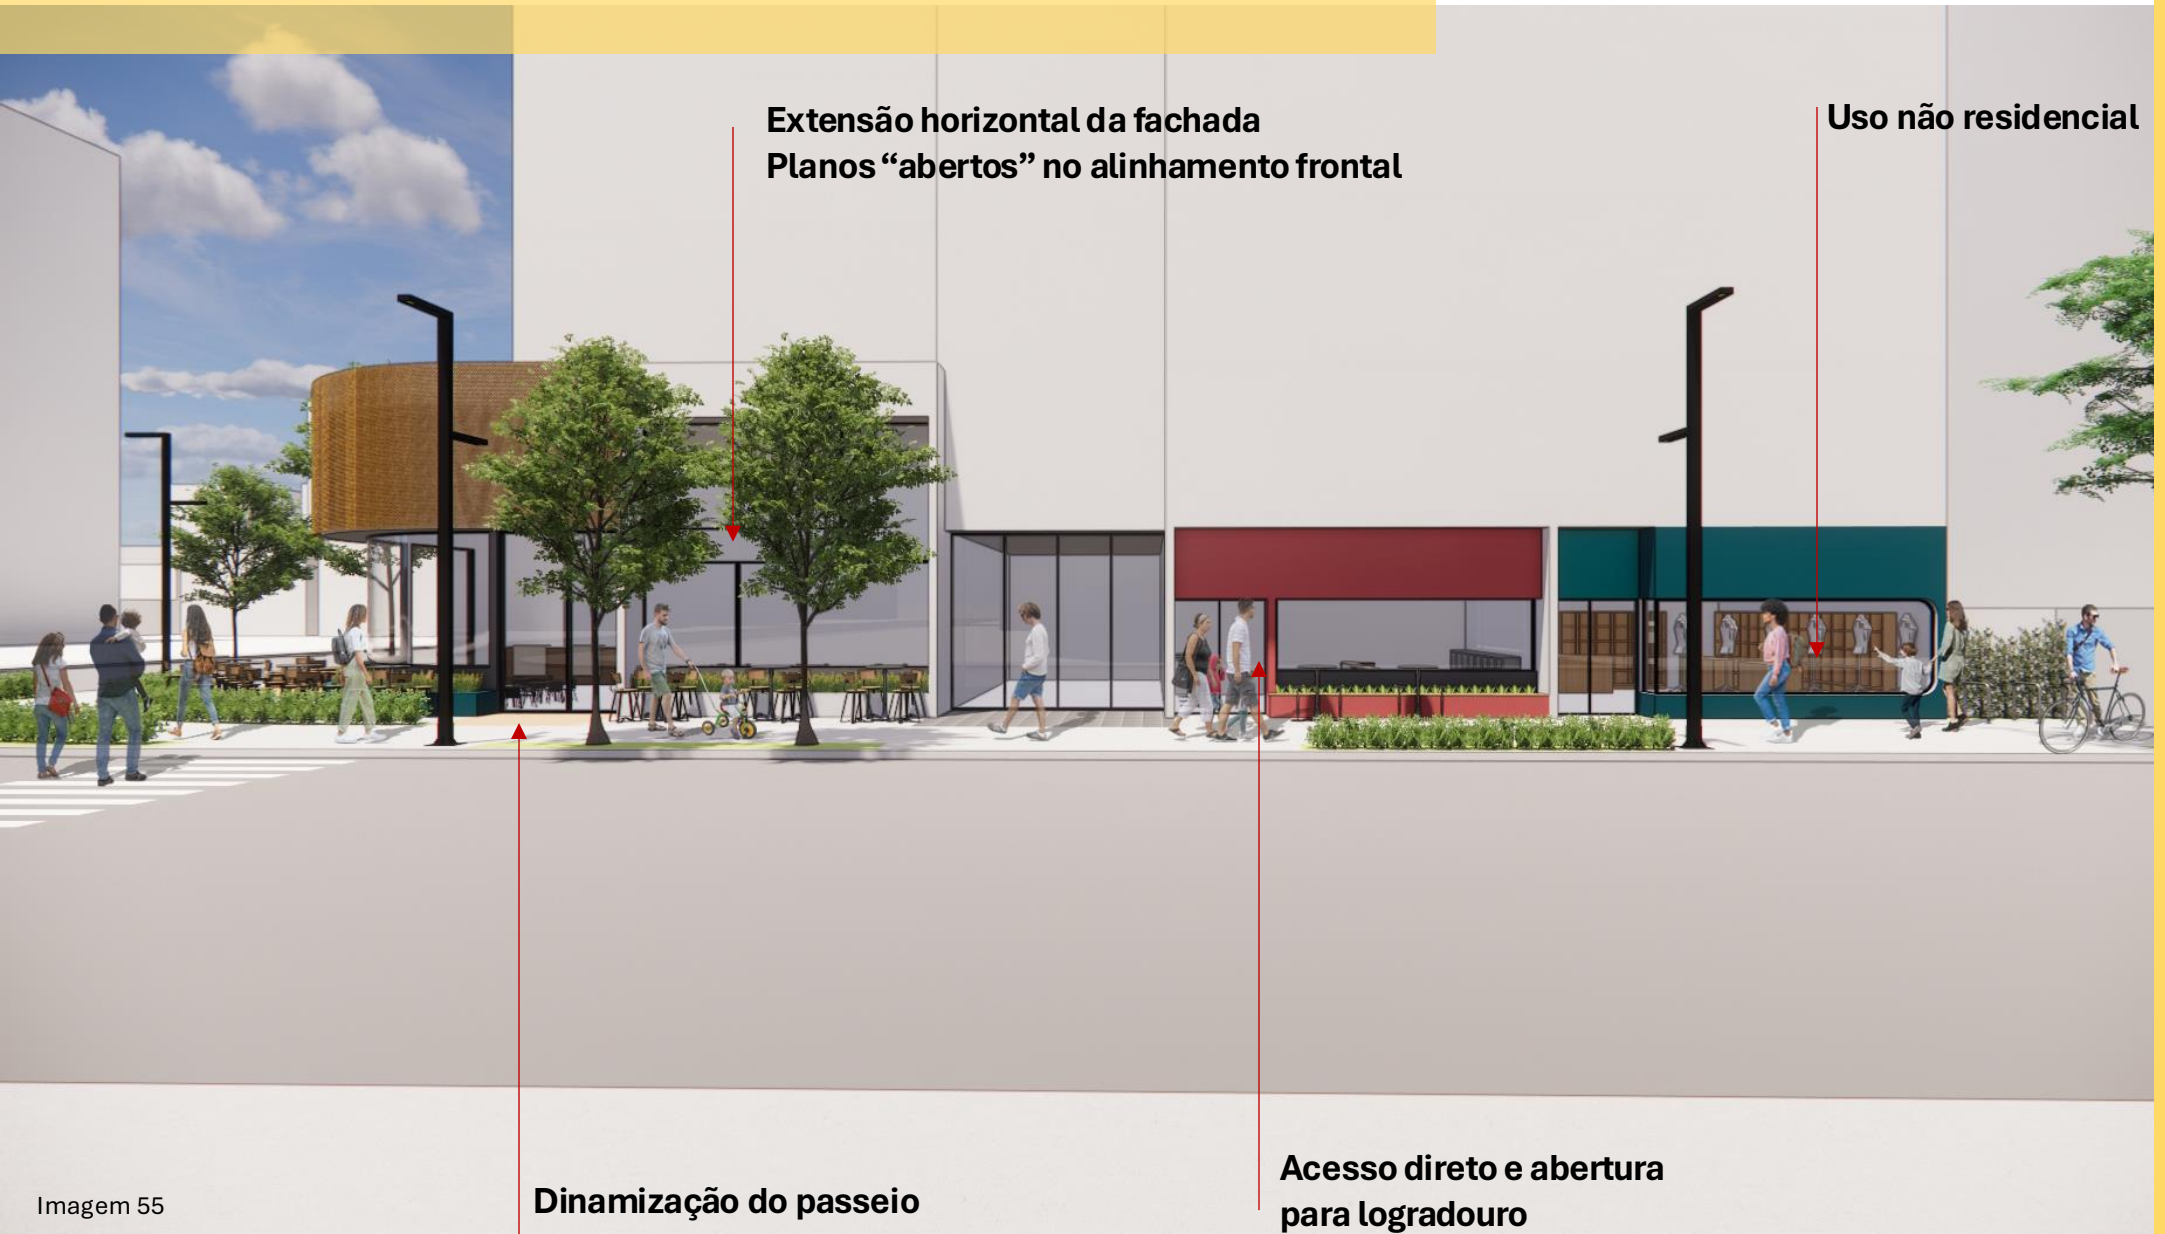 Extensão horizontal da fachada
Planos “abertos” no alinhamento frontal
Uso não residencial
Dinamização do passeio
Acesso direto e abertura
para logradouro
Imagem 55